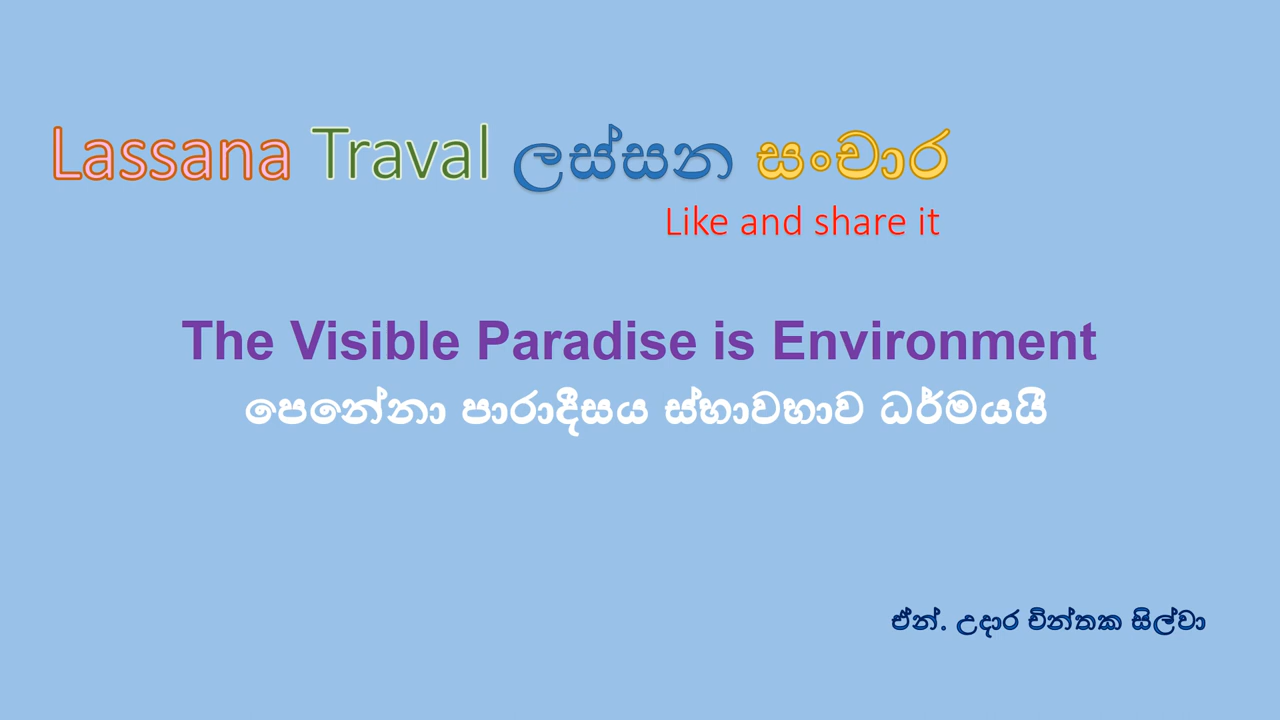 Lassana Traval ලස්සන සංචාර
Like and share it
The Visible Paradise is Environment
පෙනේනා පාරාදීසය ස්භාවභාව ධර්මයයී
ඒන්. උදාර චින්තක සිල්වා